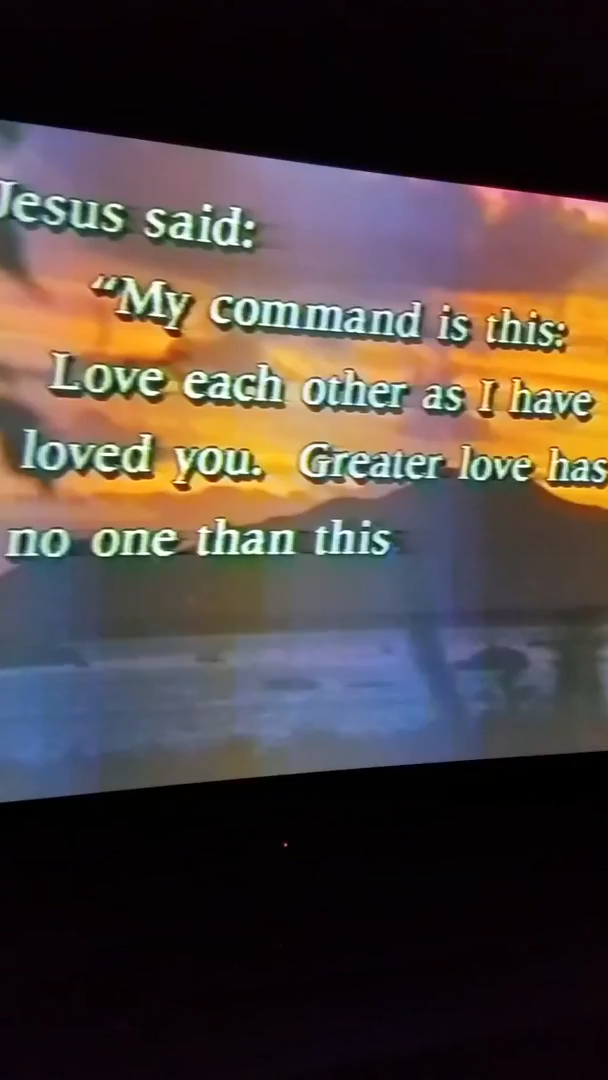 Jesus said:
“My command is this:
Love each other as I have
loved you. Greater love has
no one than this